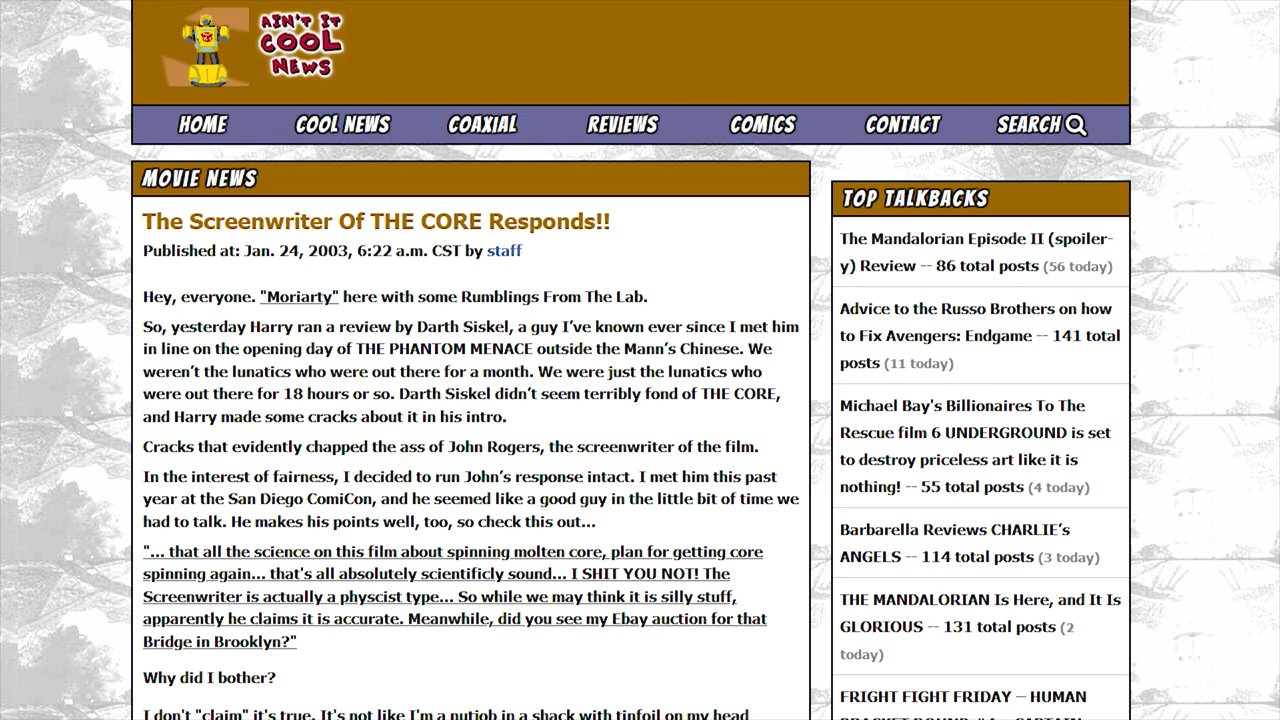 AIN'T IT
COOL
NEWS
HOME
COOL NEWS
COAXIAL
REVIEWS
COMICS
CONTACT
SEARCH
MOVIE NEWS
The Screenwriter Of THE CORE Responds!!
Published at: Jan. 24, 2003, 6:22 a.m. CST by staff
Hey, everyone. "Moriarty" here with some Rumblings From The Lab.
So, yesterday Harry ran a review by Darth Siskel, a guy I’ve known ever since I met him
in line on the opening day of THE PHANTOM MENACE outside the Mann’s Chinese. We
weren’t the lunatics who were out there for a month. We were just the lunatics who
were out there for 18 hours or so. Darth Siskel didn’t seem terribly fond of THE CORE,
and Harry made some cracks about it in his intro.
Cracks that evidently chapped the ass of John Rogers, the screenwriter of the film.
In the interest of fairness, I decided to run John’s response intact. I met him this past
year at the San Diego ComiCon, and he seemed like a good guy in the little bit of time we
had to talk. He makes his points well, too, so check this out...
"... that all the science on this film about spinning molten core, plan for getting core
spinning again... that's all absolutely scientificly sound... I SHIT YOU NOT! The
Screenwriter is actually a physcist type... So while we may think it is silly stuff,
apparently he claims it is accurate. Meanwhile, did you see my Ebay auction for that
Bridge in Brooklyn?"
Why did I bother?
I don't "claim" it's true. It's not like I'm a nutjob in a shack with tinfoil on my head
TOP TALKBACKS
The Mandalorian Episode II (spoiler-
y) Review -- 86 total posts (56 today)
Advice to the Russo Brothers on how
to Fix Avengers: Endgame -- 141 total
posts (11 today)
Michael Bay's Billionaires To The
Rescue film 6 UNDERGROUND is set
to destroy priceless art like it is
nothing! -- 55 total posts (4 today)
Barbarella Reviews CHARLIE’s
ANGELS -- 114 total posts (3 today)
THE MANDALORIAN Is Here, and It Is
GLORIOUS -- 131 total posts (2
today)
FRIGHT FIGHT FRIDAY – HUMAN